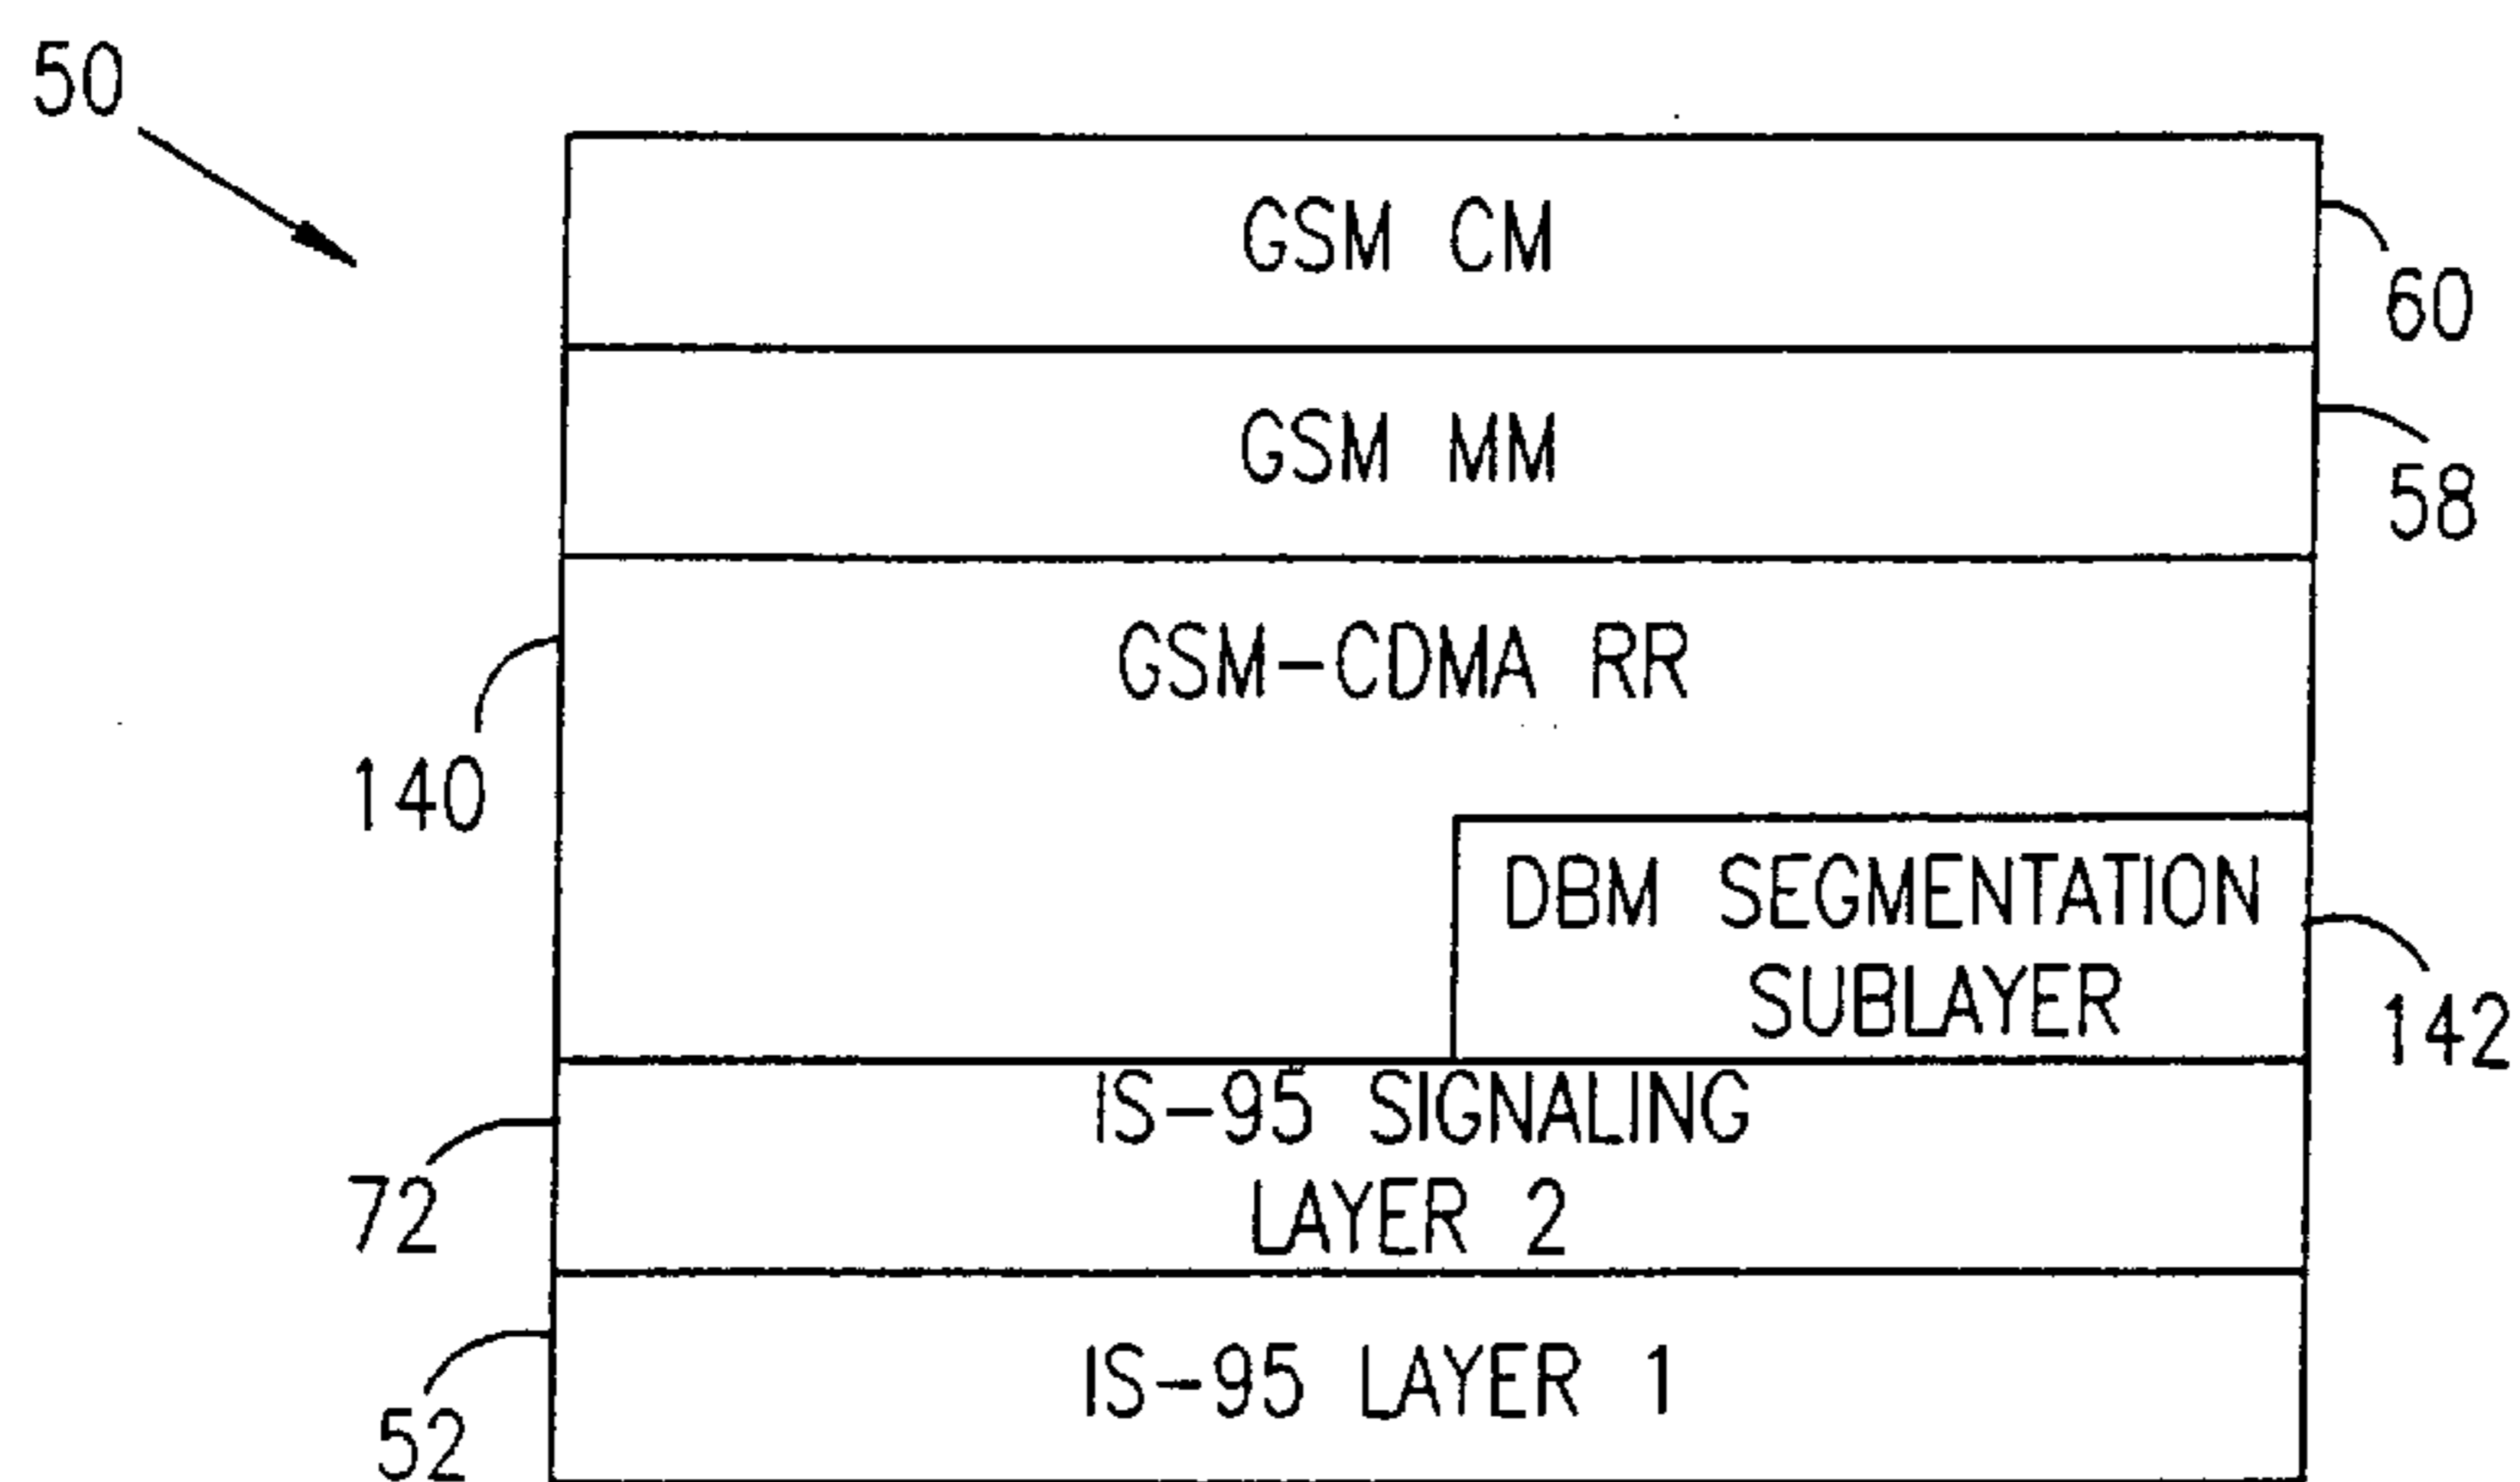 50
GSM CM
60
GSM MM
58
GSM-CDMA RR
140
DBM SEGMENTATION
SUBLAYER
142
IS-95 SIGNALING
LAYER 2
72
IS-95 LAYER 1
52